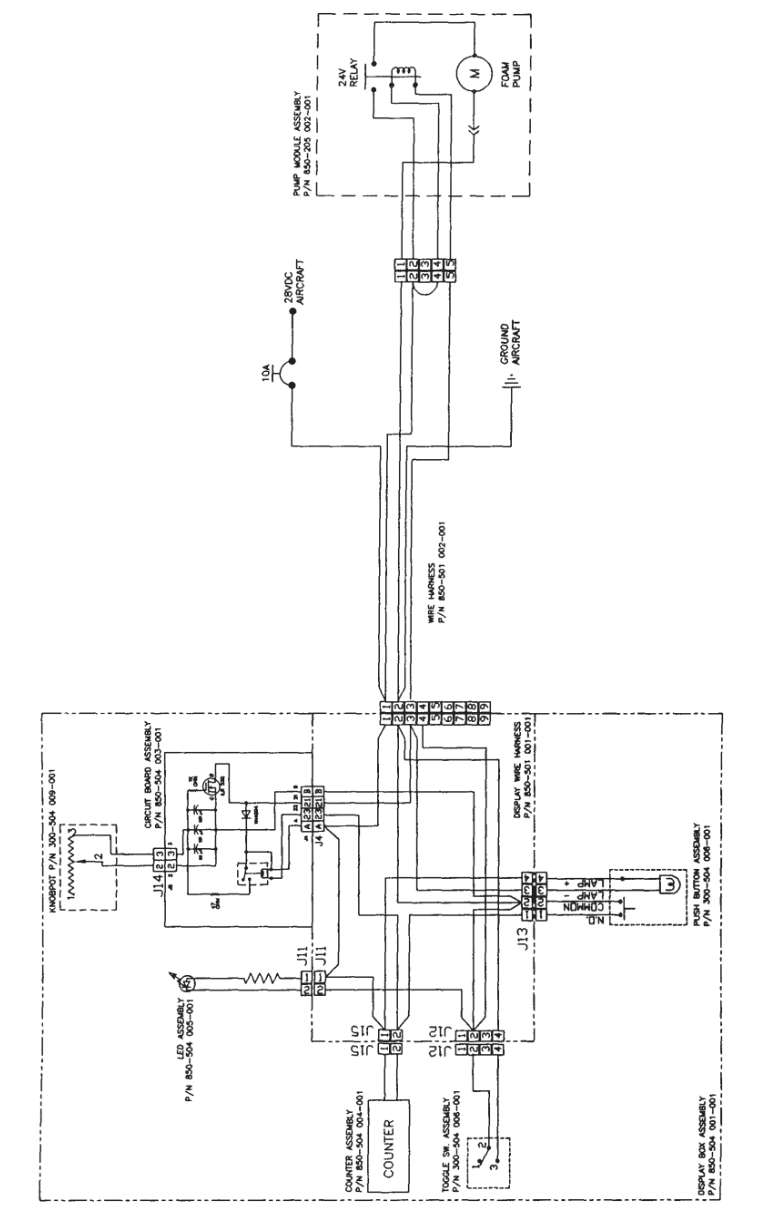 PUMP MODULE ASSEMBLY
P/N 850-205 002-001
24V
RELAY
M
FOAM
PUMP
1 2 3 4 5
1 2 3 4 5
28VDC
AIRCRAFT
10A
GROUND
AIRCRAFT
WIRE HARNESS
P/N 850-501 002-001
1 2 3 4 5 6 7 8 9
1 2 3 4 5 6 7 8 9
DISPLAY WIRE HARNESS
P/N 850-501 001-001
CIRCUIT BOARD ASSEMBLY
P/N 850-504 003-001
KNOBPOT P/N 300-504 009-001
1 2 3
J14
2 3
2 3
A 23 21 B
A 23 21 B
J4
J11
J11
1 2
1 2
LED ASSEMBLY
P/N 850-504 005-001
J13
1 2 3 4
1 2 3 4
N.O.
COMMON
LAMP -
LAMP +
PUSH BUTTON ASSEMBLY
P/N 300-504 006-001
J15
J15
1 2
1 2
J12
J12
1 2 3 4
1 2 3 4
COUNTER ASSEMBLY
P/N 850-504 004-001
COUNTER
TOGGLE SW. ASSEMBLY
P/N 300-504 006-001
1 2 3
DISPLAY BOX ASSEMBLY
P/N 850-504 001-001